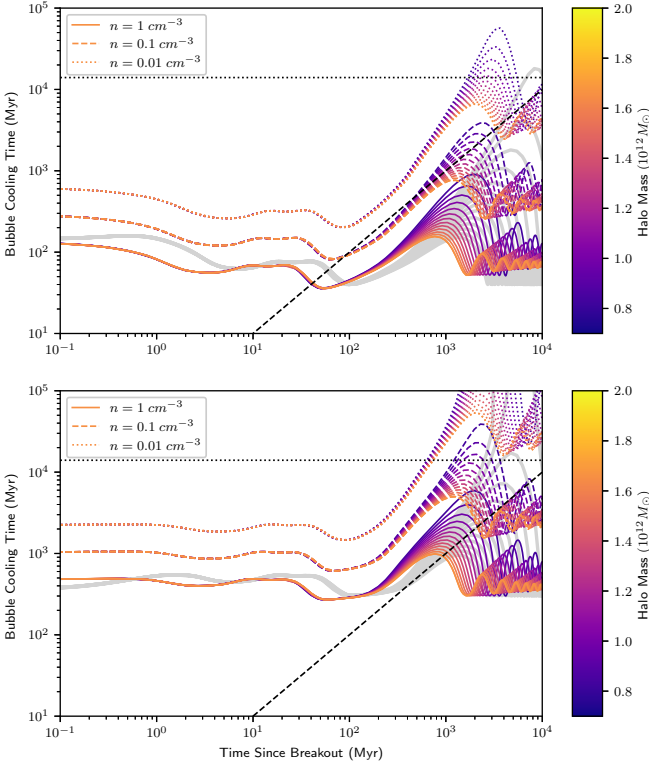 10^5
10^4
10^3
10^2
10^1
Bubble Cooling Time (Myr)
n = 1 cm^−3
n = 0.1 cm^−3
n = 0.01 cm^−3
10^−1 10^0 10^1 10^2 10^3 10^4
2.0
1.8
1.6
1.4
1.2
1.0
0.8
Halo Mass (10^12 M_⊙)
10^5
10^4
10^3
10^2
10^1
Bubble Cooling Time (Myr)
n = 1 cm^−3
n = 0.1 cm^−3
n = 0.01 cm^−3
10^−1 10^0 10^1 10^2 10^3 10^4
Time Since Breakout (Myr)
2.0
1.8
1.6
1.4
1.2
1.0
0.8
Halo Mass (10^12 M_⊙)